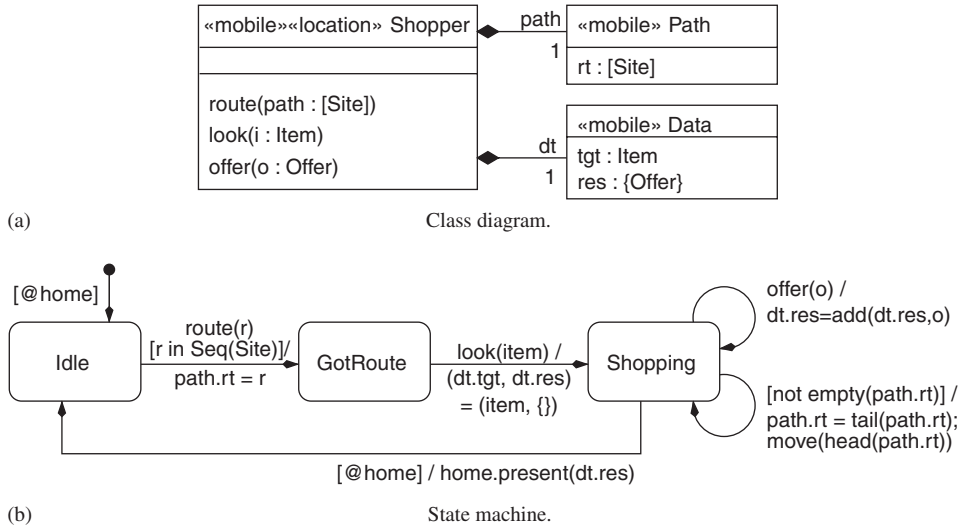 «mobile»«location» Shopper
route(path : [Site])
look(i : Item)
offer(o : Offer)
path
1
«mobile» Path
rt : [Site]
dt
1
«mobile» Data
tgt : Item
res : {Offer}
(a)
Class diagram.
[@home]
Idle
route(r)
[r in Seq(Site)]/
path.rt = r
GotRoute
look(item) /
(dt.tgt, dt.res)
= (item, {})
Shopping
offer(o) /
dt.res=add(dt.res,o)
[not empty(path.rt)] /
path.rt = tail(path.rt);
move(head(path.rt))
[@home] / home.present(dt.res)
(b)
State machine.